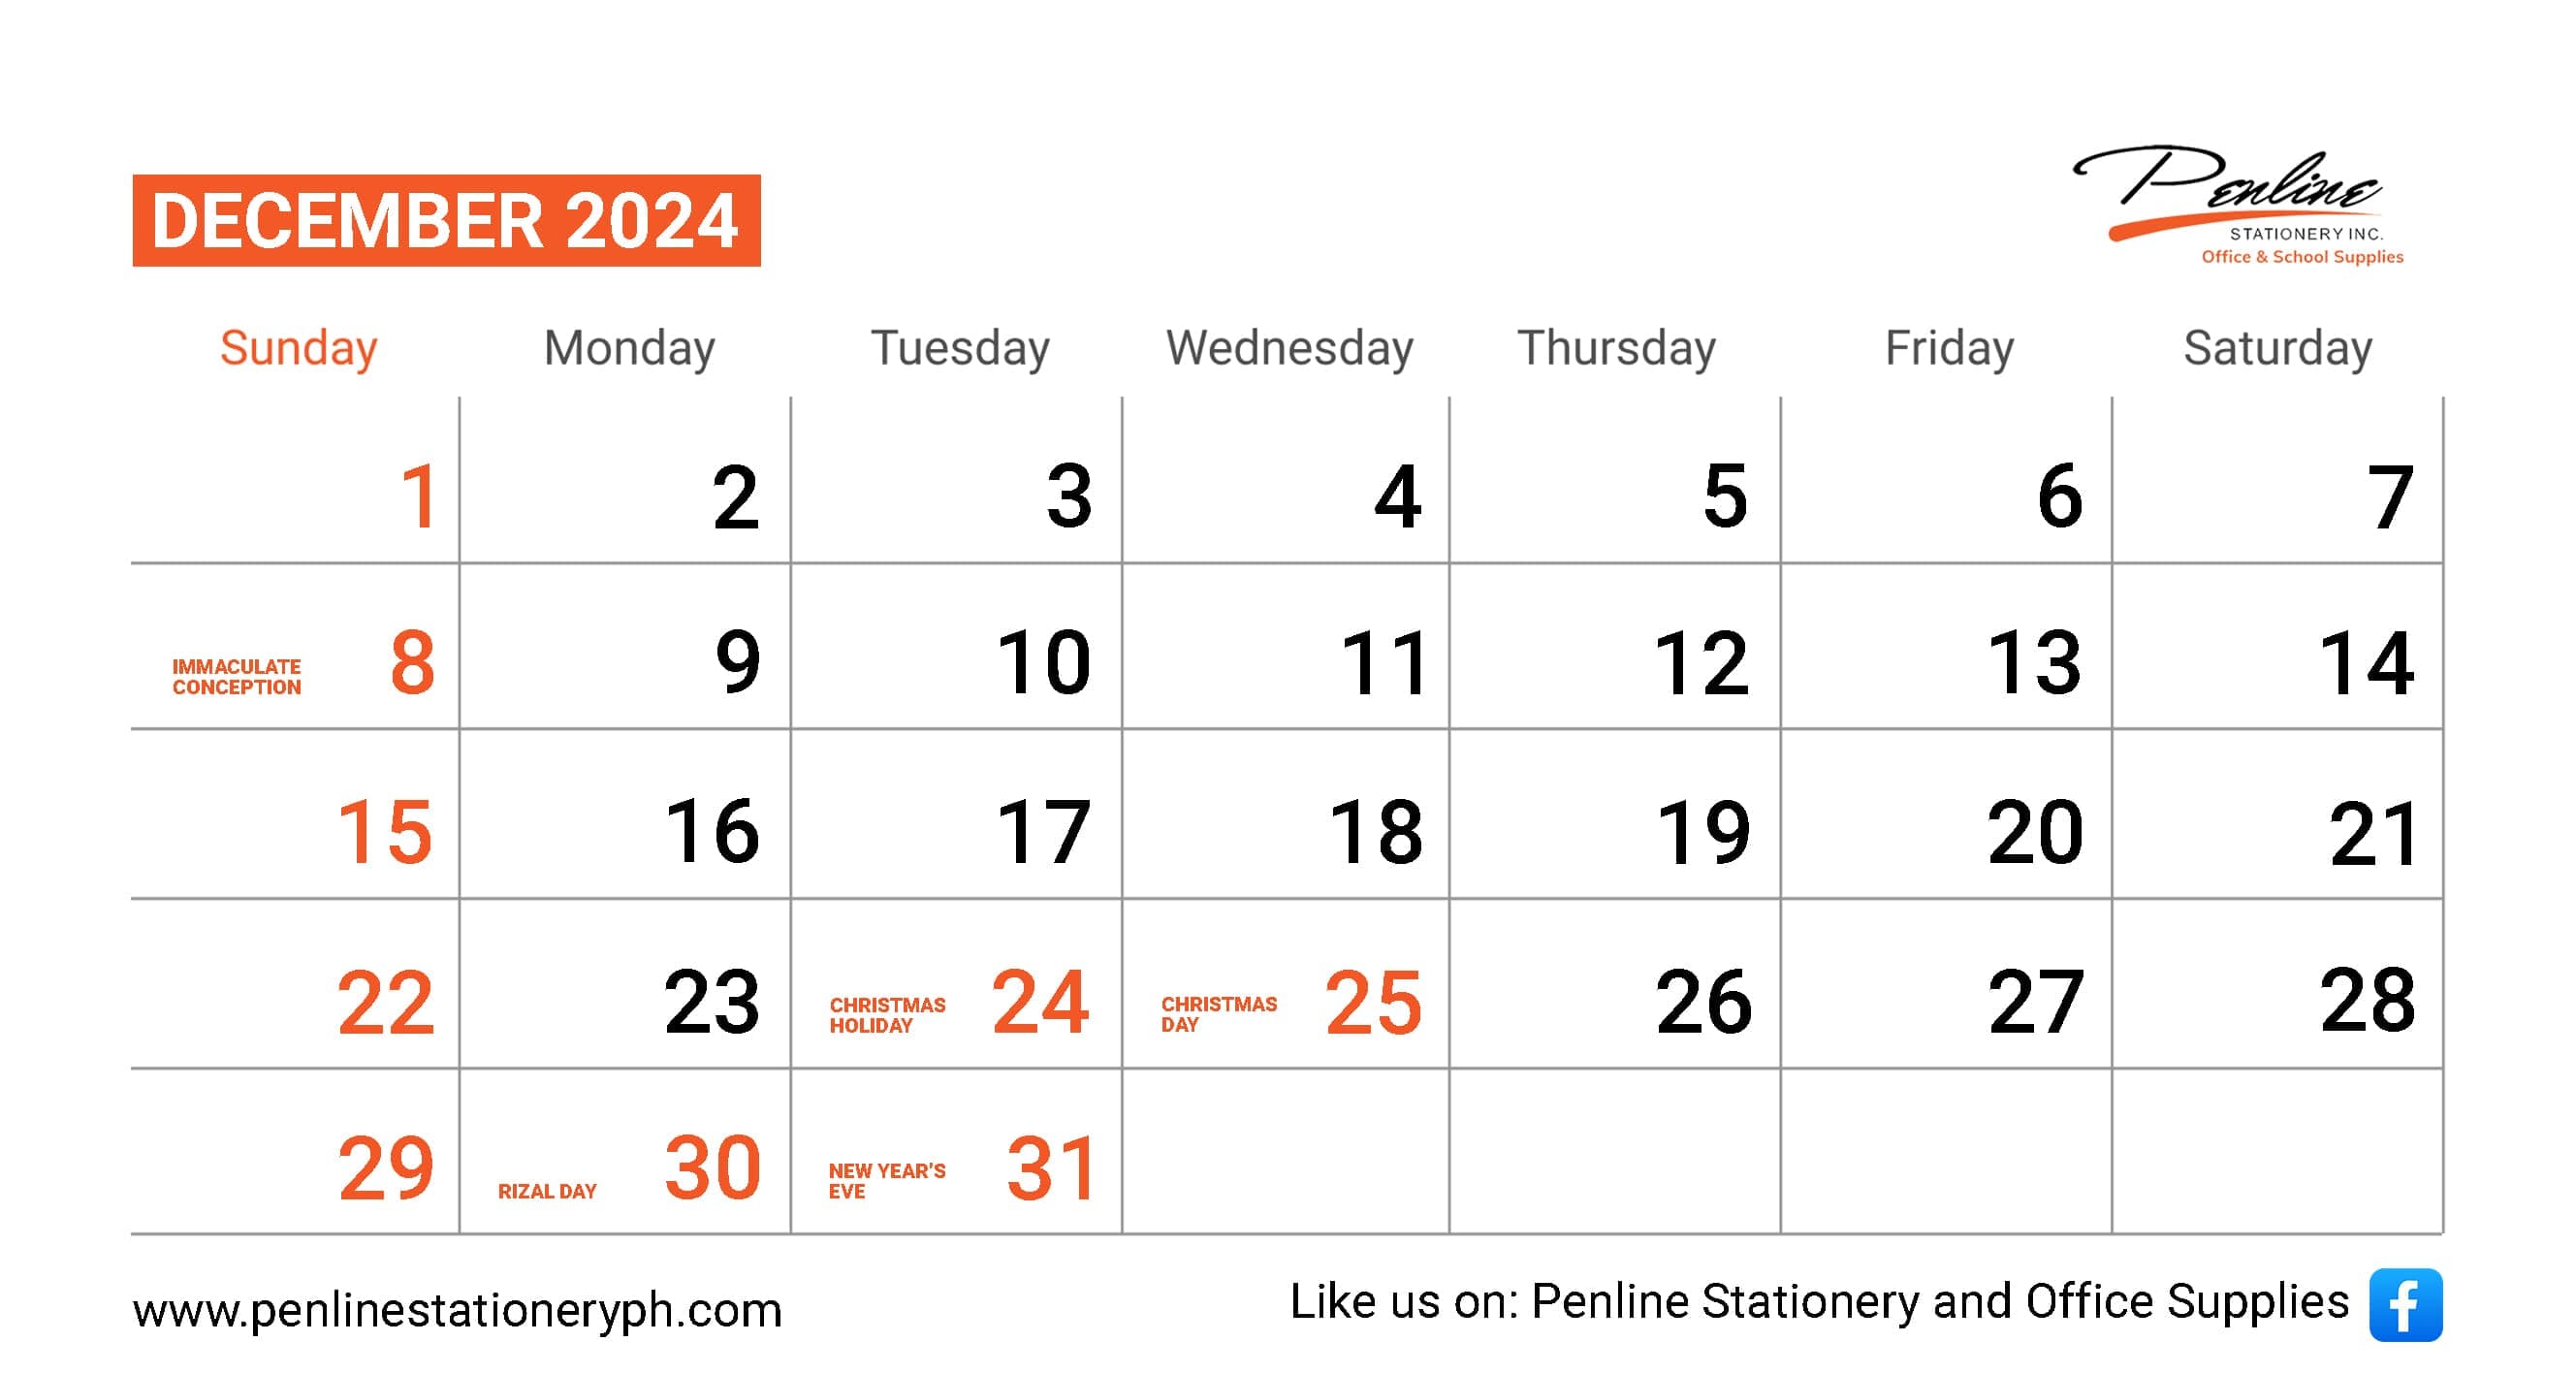 DECEMBER 2024
Penline
STATIONERY INC.
Office & School Supplies
Sunday Monday Tuesday Wednesday Thursday Friday Saturday
1 2 3 4 5 6 7
IMMACULATE
CONCEPTION
8 9 10 11 12 13 14
15 16 17 18 19 20 21
22 23
CHRISTMAS
HOLIDAY
24
CHRISTMAS
DAY
25 26 27 28
29
RIZAL DAY
30
NEW YEAR'S
EVE
31
www.penlinestationeryph.com
Like us on: Penline Stationery and Office Supplies
f